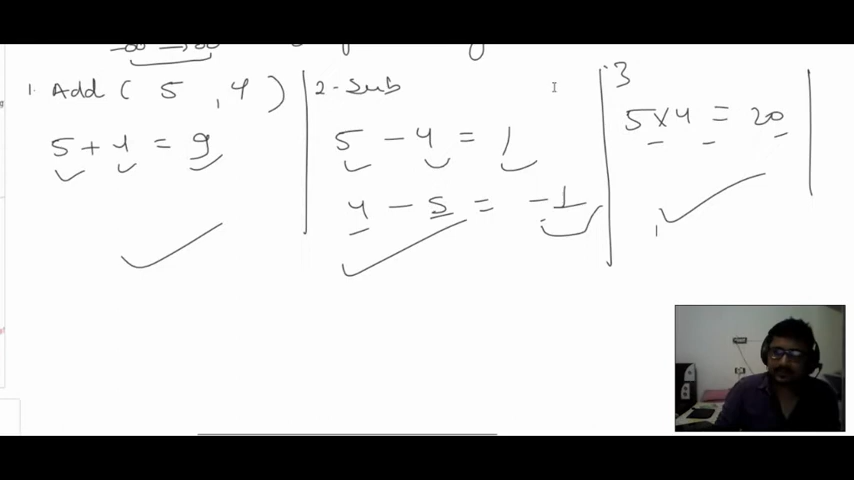 1. Add ( 5 , 4 )
5 + 4 = 9
2 - Sub
5 - 4 = 1
4 - 5 = -1
3
5 x 4 = 20